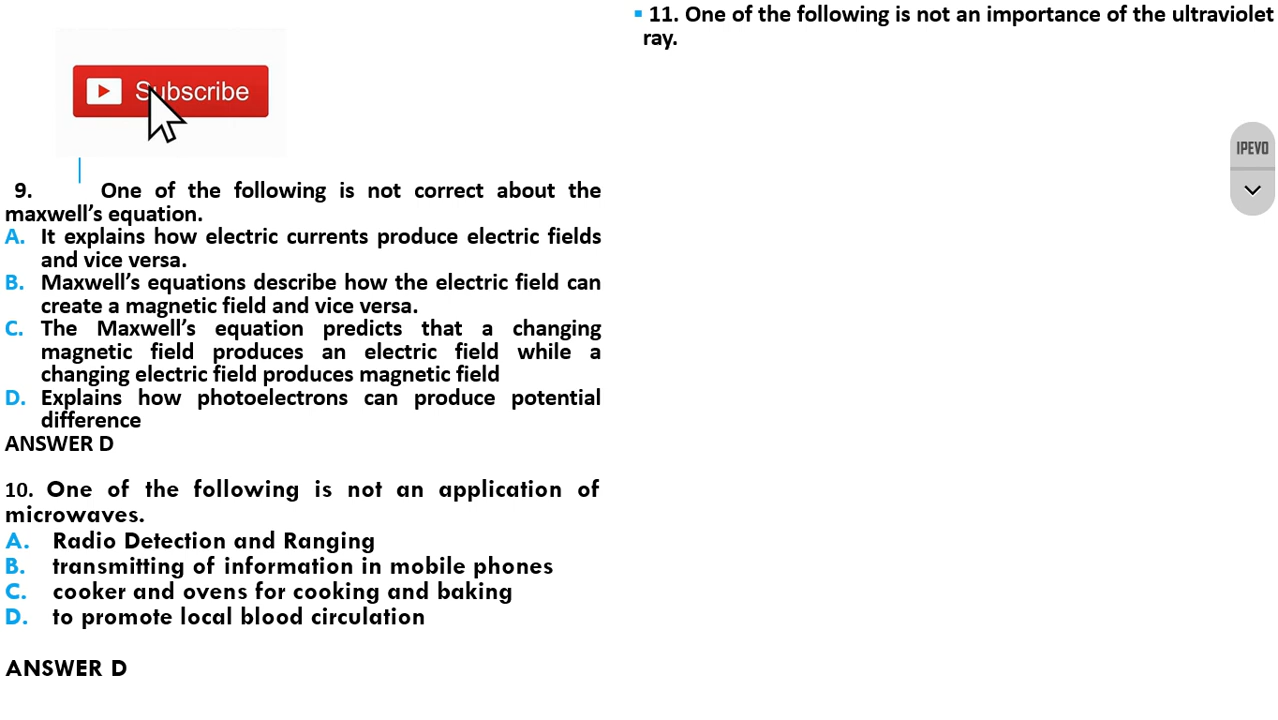 Subscribe
9. One of the following is not correct about the
maxwell's equation.
A. It explains how electric currents produce electric fields
and vice versa.
B. Maxwell's equations describe how the electric field can
create a magnetic field and vice versa.
C. The Maxwell's equation predicts that a changing
magnetic field produces an electric field while a
changing electric field produces magnetic field
D. Explains how photoelectrons can produce potential
difference
ANSWER D
10. One of the following is not an application of
microwaves.
A. Radio Detection and Ranging
B. transmitting of information in mobile phones
C. cooker and ovens for cooking and baking
D. to promote local blood circulation
ANSWER D
▪ 11. One of the following is not an importance of the ultraviolet
ray.
IPEVO